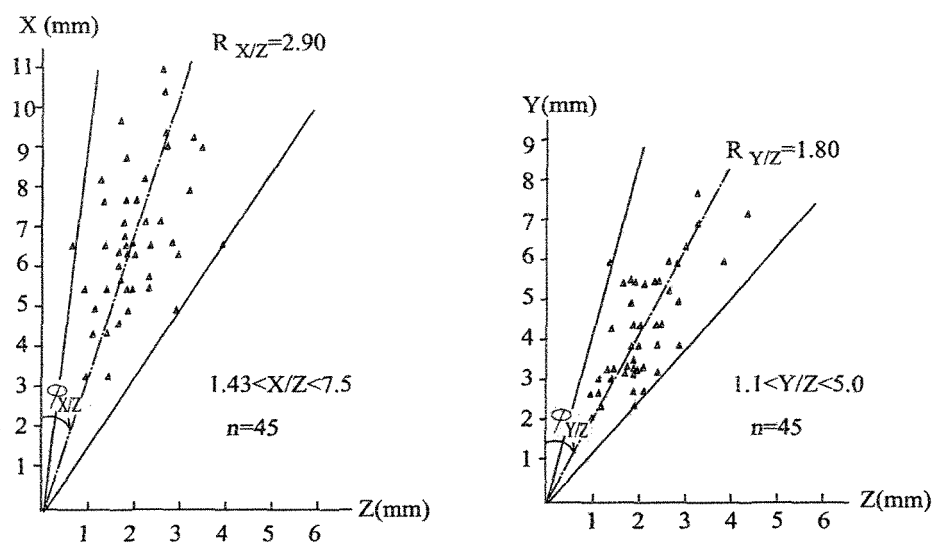 X (mm)
R X/Z=2.90
11
10
9
8
7
6
5
4
3
2
1
ϕ X/Z
1.43<X/Z<7.5
n=45
1 2 3 4 5 6 Z(mm)
Y(mm)
R Y/Z=1.80
9
8
7
6
5
4
3
2
1
ϕ Y/Z
1.1<Y/Z<5.0
n=45
1 2 3 4 5 6 Z(mm)